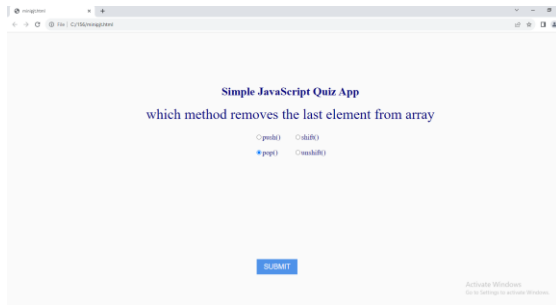 File
Simple JavaScript Quiz App
which method removes the last element from array
push() shift()
pop() unshift()
SUBMIT
Activate Windows
Go to Settings to activate Windows.